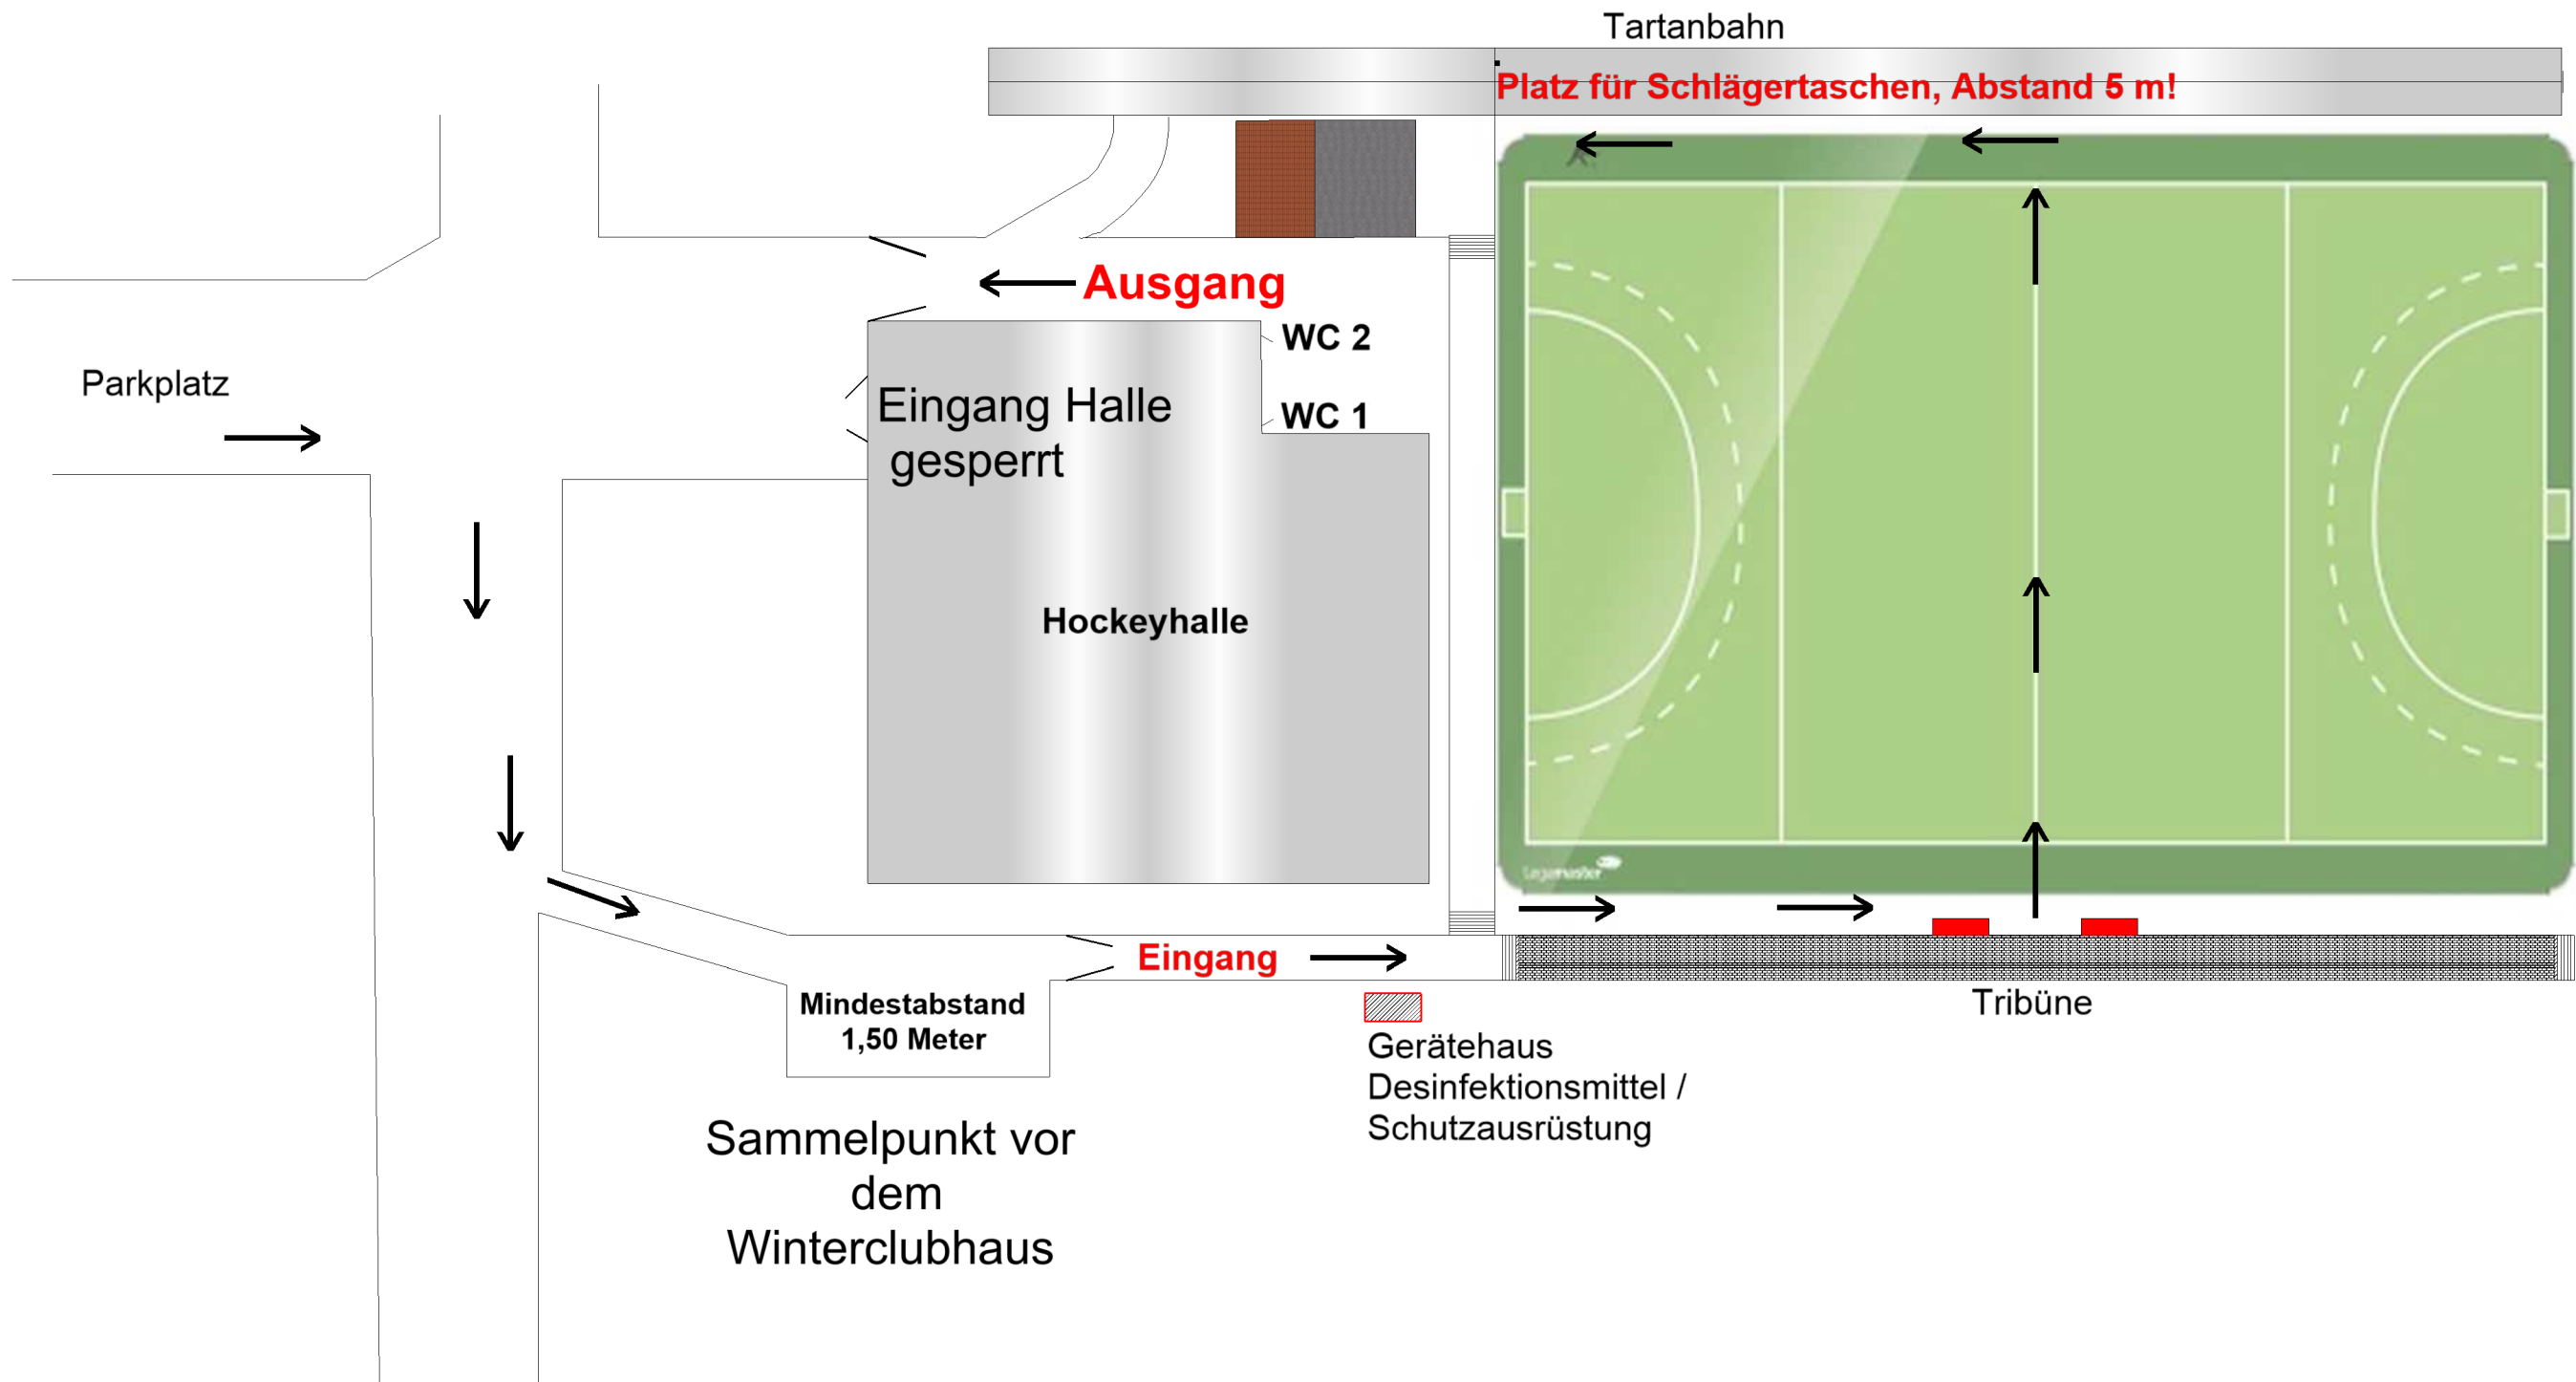 Tartanbahn
Platz für Schlägertaschen, Abstand 5 m!
Ausgang
WC 2
Parkplatz
Eingang Halle
gesperrt
WC 1
Hockeyhalle
Legamaster
Eingang
Mindestabstand
1,50 Meter
Tribüne
Gerätehaus
Desinfektionsmittel /
Schutzausrüstung
Sammelpunkt vor
dem
Winterclubhaus